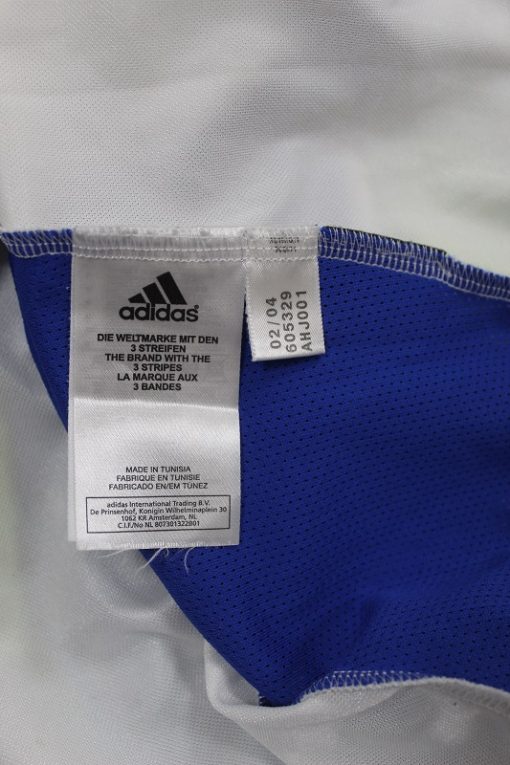 adidas®
DIE WELTMARKE MIT DEN
3 STREIFEN
THE BRAND WITH THE
3 STRIPES
LA MARQUE AUX
3 BANDES
MADE IN TUNISIA
FABRIQUE EN TUNISIE
FABRICADO EN/EM TÚNEZ
adidas International Trading B.V.
De Prinsenhof, Konigin Wilhelminaplein 30
1062 KR Amsterdam, NL
C.I.F./No NL 807301322B01
02/04
605329
AHJ001